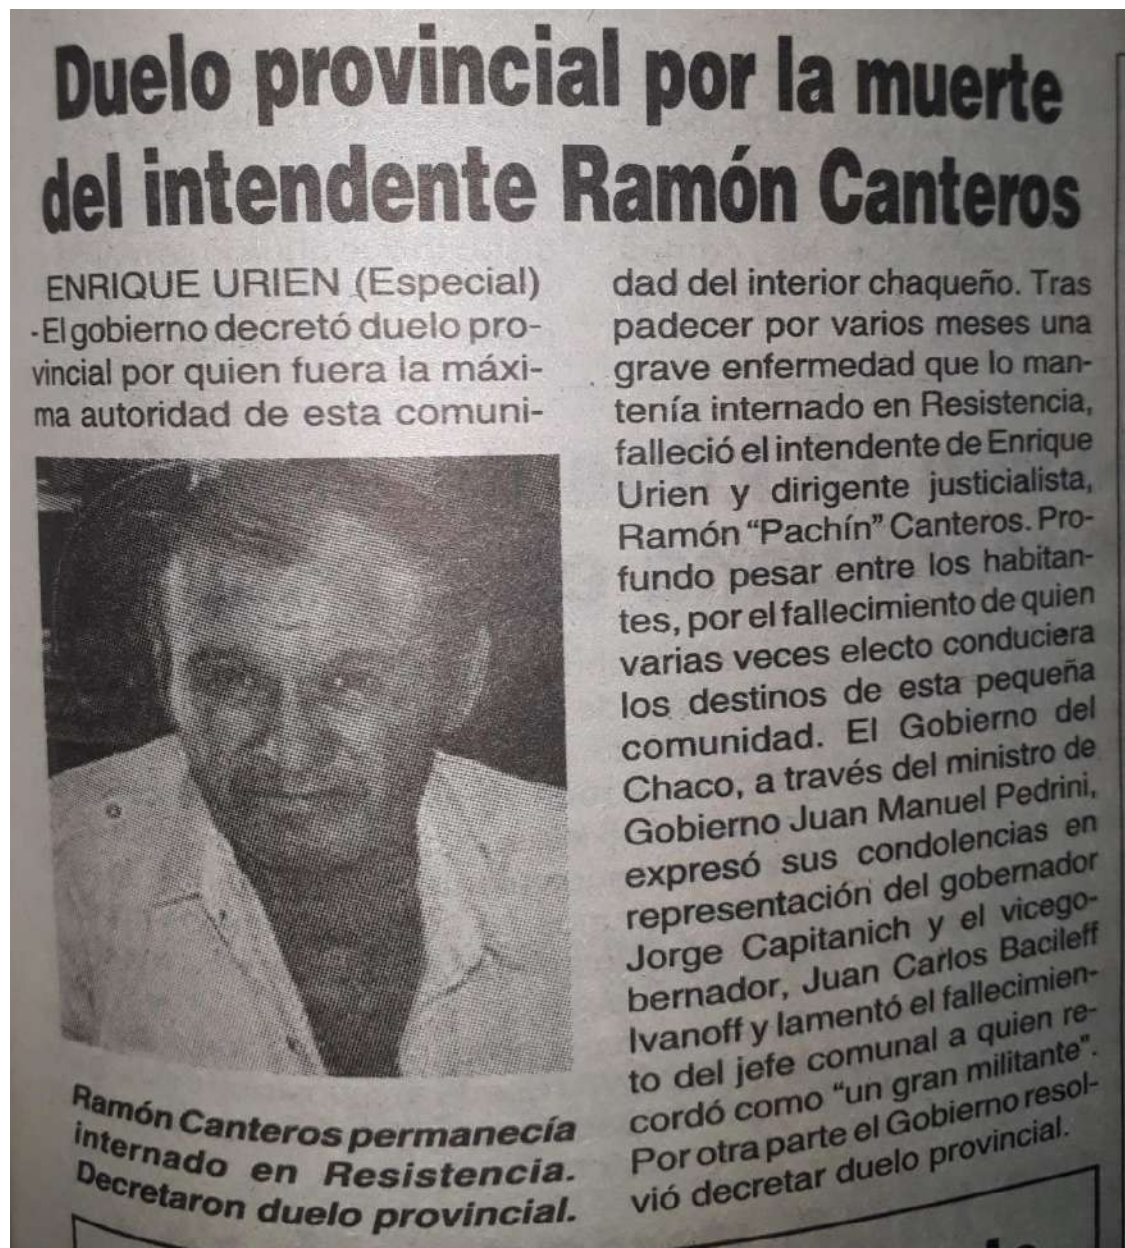 Duelo provincial por la muerte
del intendente Ramón Canteros
ENRIQUE URIEN (Especial)
-El gobierno decretó duelo pro-
vincial por quien fuera la máxi-
ma autoridad de esta comuni-
dad del interior chaqueño. Tras
padecer por varios meses una
grave enfermedad que lo man-
tenía internado en Resistencia,
falleció el intendente de Enrique
Urien y dirigente justicialista,
Ramón “Pachín” Canteros. Pro-
fundo pesar entre los habitan-
tes, por el fallecimiento de quien
varias veces electo conduciera
los destinos de esta pequeña
comunidad. El Gobierno del
Chaco, a través del ministro de
Gobierno Juan Manuel Pedrini,
expresó sus condolencias en
representación del gobernador
Jorge Capitanich y el vicego-
bernador, Juan Carlos Bacileff
Ivanoff y lamentó el fallecimien-
to del jefe comunal a quien re-
cordó como “un gran militante”.
Por otra parte el Gobierno resol-
vió decretar duelo provincial.
Ramón Canteros permanecía
internado en Resistencia.
Decretaron duelo provincial.